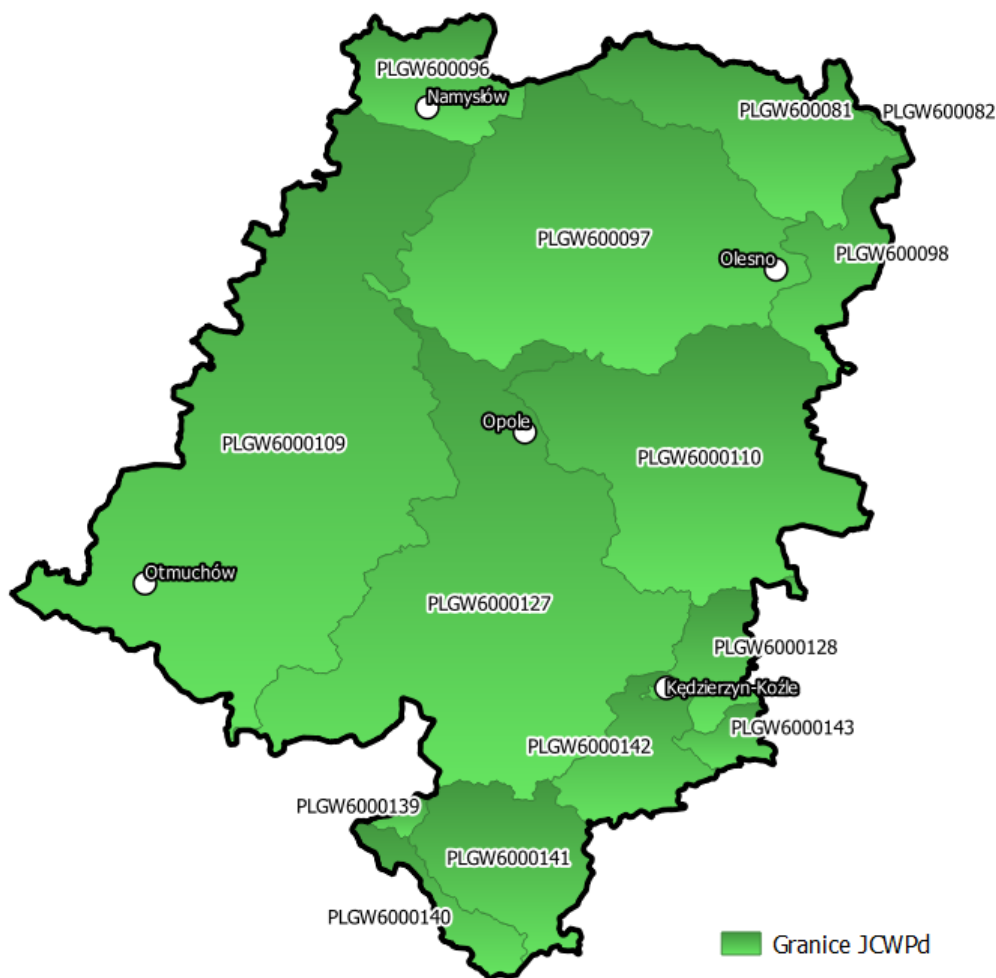 PLGW600096
Namysłów
PLGW600081
PLGW600082
PLGW600097
Olesno
PLGW600098
Opole
PLGW6000109
PLGW6000110
Otmuchów
PLGW6000127
PLGW6000128
Kędzierzyn-Koźle
PLGW6000143
PLGW6000142
PLGW6000139
PLGW6000141
PLGW6000140
Granice JCWPd